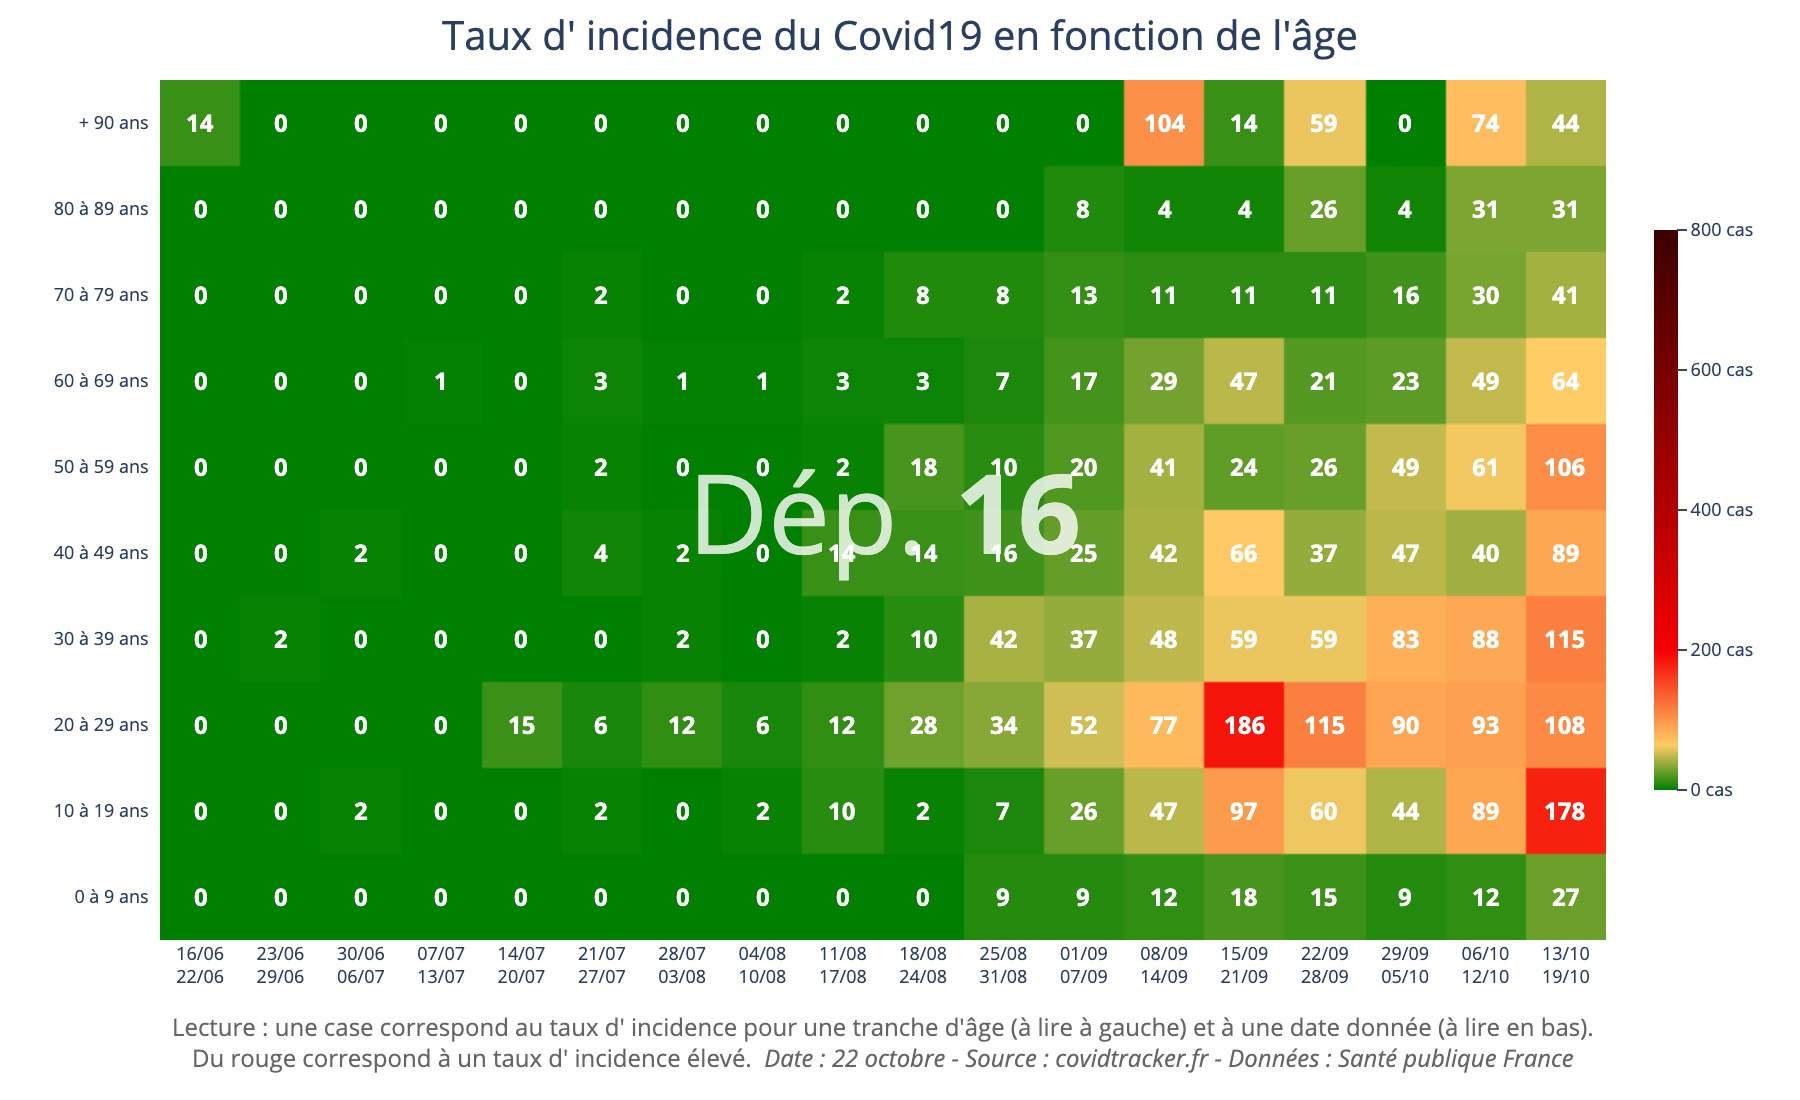 Taux d' incidence du Covid19 en fonction de l'âge
+ 90 ans 14 0 0 0 0 0 0 0 0 0 0 0 104 14 59 0 74 44
80 à 89 ans 0 0 0 0 0 0 0 0 0 0 0 8 4 4 26 4 31 31
70 à 79 ans 0 0 0 0 0 2 0 0 2 8 8 13 11 11 11 16 30 41
60 à 69 ans 0 0 0 1 0 3 1 1 3 3 7 17 29 47 21 23 49 64
50 à 59 ans 0 0 0 0 0 2 0 0 2 18 10 20 41 24 26 49 61 106
Dép. 16
40 à 49 ans 0 0 2 0 0 4 2 0 14 14 16 25 42 66 37 47 40 89
30 à 39 ans 0 2 0 0 0 0 2 0 2 10 42 37 48 59 59 83 88 115
20 à 29 ans 0 0 0 0 15 6 12 6 12 28 34 52 77 186 115 90 93 108
10 à 19 ans 0 0 2 0 0 2 0 2 10 2 7 26 47 97 60 44 89 178
0 à 9 ans 0 0 0 0 0 0 0 0 0 0 9 9 12 18 15 9 12 27
16/06 23/06 30/06 07/07 14/07 21/07 28/07 04/08 11/08 18/08 25/08 01/09 08/09 15/09 22/09 29/09 06/10 13/10
22/06 29/06 06/07 13/07 20/07 27/07 03/08 10/08 17/08 24/08 31/08 07/09 14/09 21/09 28/09 05/10 12/10 19/10
800 cas
600 cas
400 cas
200 cas
0 cas
Lecture : une case correspond au taux d' incidence pour une tranche d'âge (à lire à gauche) et à une date donnée (à lire en bas).
Du rouge correspond à un taux d' incidence élevé. Date : 22 octobre - Source : covidtracker.fr - Données : Santé publique France